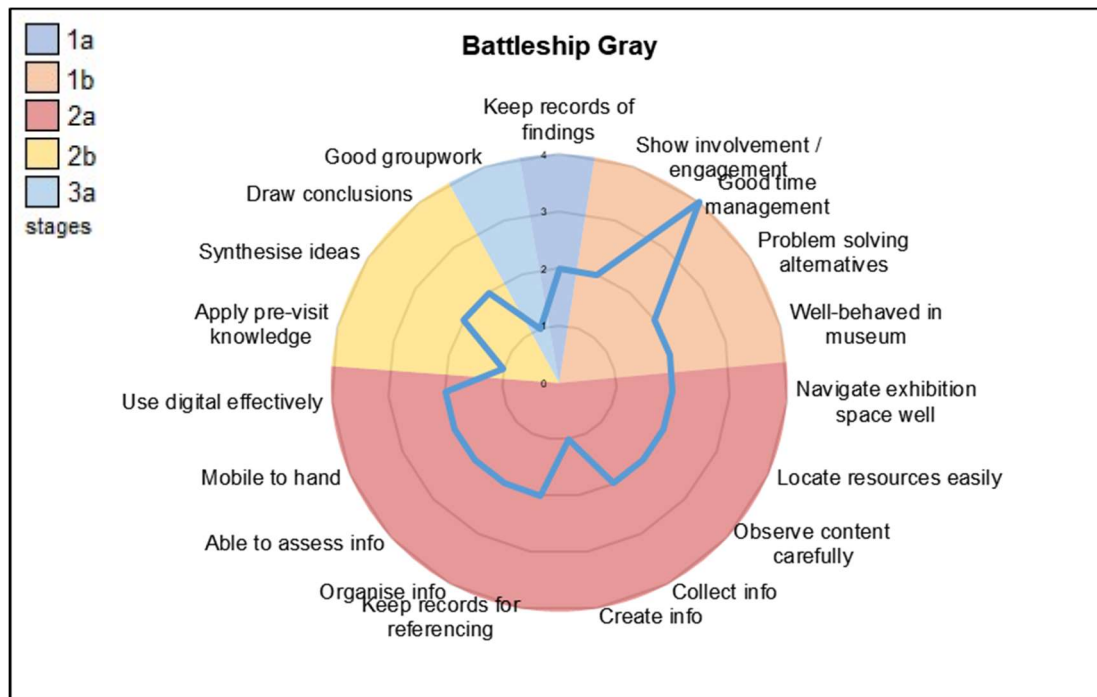 1a
1b
2a
2b
3a
stages
Battleship Gray
Keep records of
findings
Show involvement /
engagement
Good time
management
Problem solving
alternatives
Well-behaved in
museum
Navigate exhibition
space well
Locate resources easily
Observe content
carefully
Collect info
Create info
Keep records for
referencing
Organise info
Able to assess info
Mobile to hand
Use digital effectively
Apply pre-visit
knowledge
Synthesise ideas
Draw conclusions
Good groupwork
4
3
2
1
0